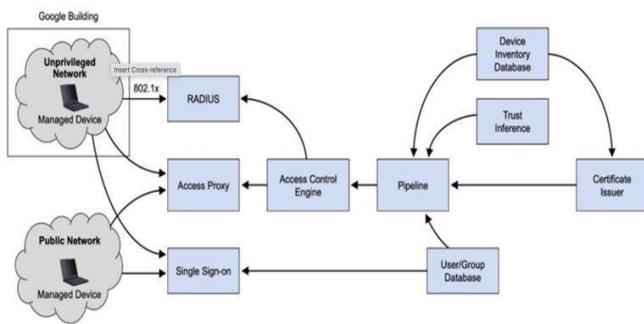 Google Building
Unprivileged
Network
Insert Cross-reference
802.1x
Managed Device
RADIUS
Device
Inventory
Database
Trust
Inference
Access Proxy
Access Control
Engine
Pipeline
Certificate
Issuer
Public Network
Managed Device
Single Sign-on
User/Group
Database